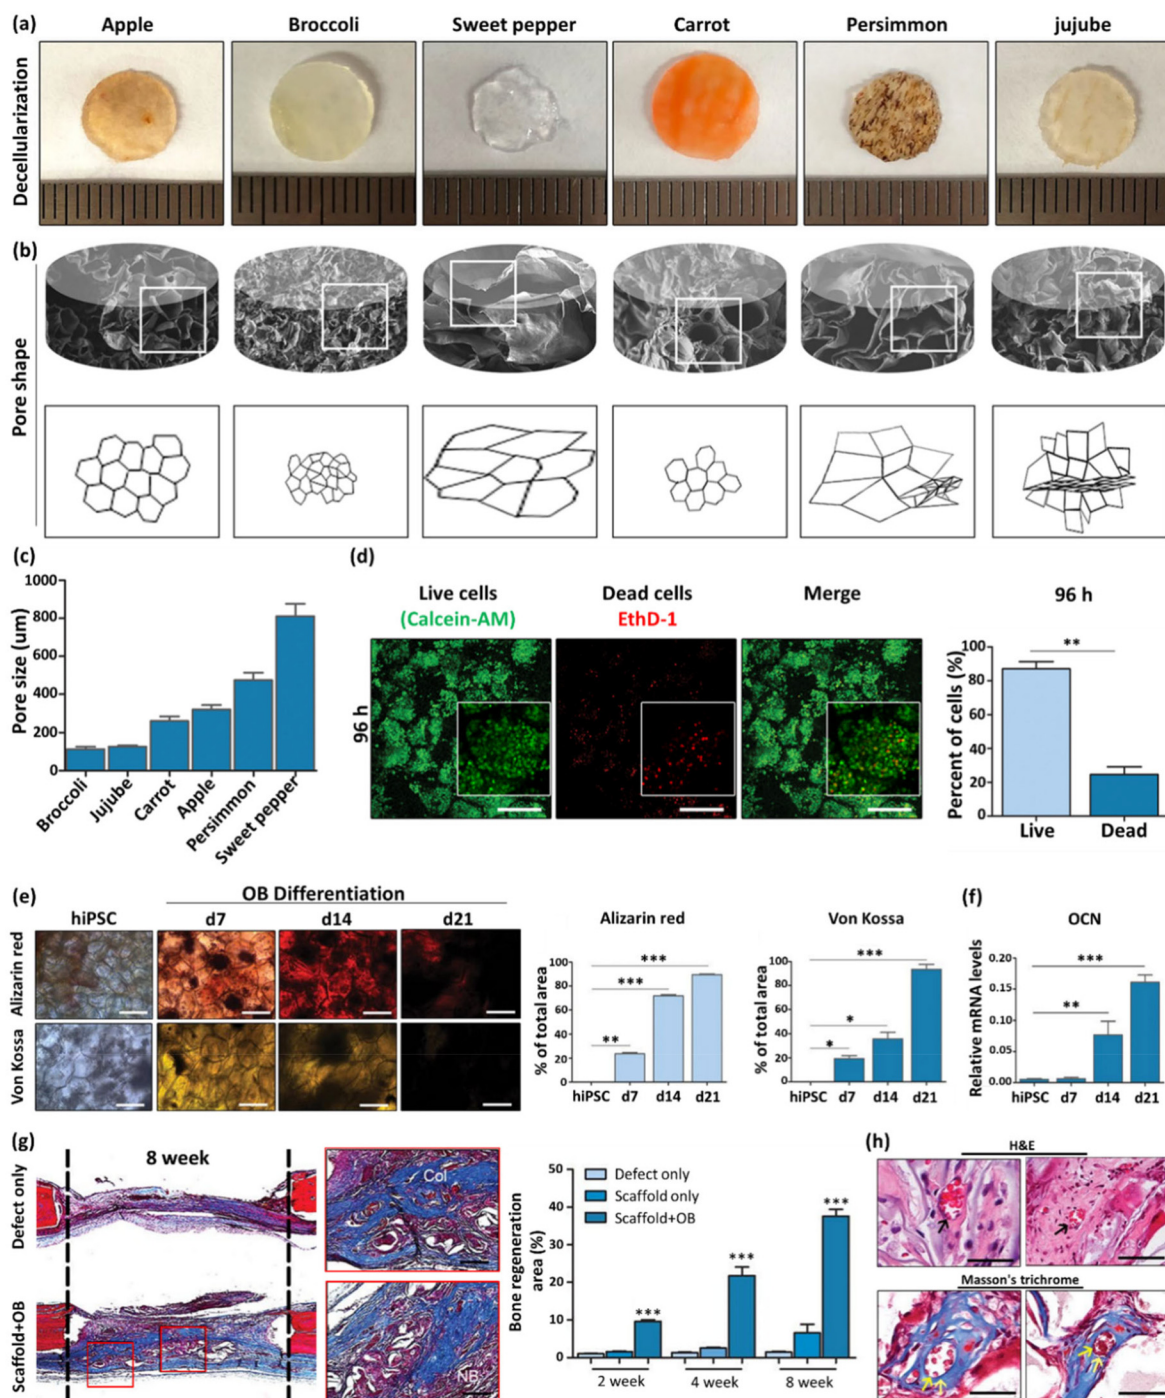 (a)
Apple
Broccoli
Sweet pepper
Carrot
Persimmon
jujube
Decellularization
(b)
Pore shape
(c)
Pore size (um)
1000
800
600
400
200
0
Broccoli
Jujube
Carrot
Apple
Persimmon
Sweet pepper
(d)
Live cells
(Calcein-AM)
Dead cells
EthD-1
Merge
96 h
96 h
Percent of cells (%)
100
80
60
40
20
0
**
Live
Dead
(e)
OB Differentiation
hiPSC
d7
d14
d21
Alizarin red
Von Kossa
Alizarin red
% of total area
100
80
60
40
20
0
***
***
**
hiPSC d7 d14 d21
Von Kossa
% of total area
100
80
60
40
20
0
***
*
*
hiPSC d7 d14 d21
(f)
OCN
Relative mRNA levels
0.20
0.15
0.10
0.05
0.00
***
**
hiPSC d7 d14 d21
(g)
8 week
Defect only
Scaffold+OB
Col
NB
Bone regeneration
area (%)
50
40
30
20
10
0
Defect only
Scaffold only
Scaffold+OB
***
***
***
2 week
4 week
8 week
(h)
H&E
Masson's trichrome